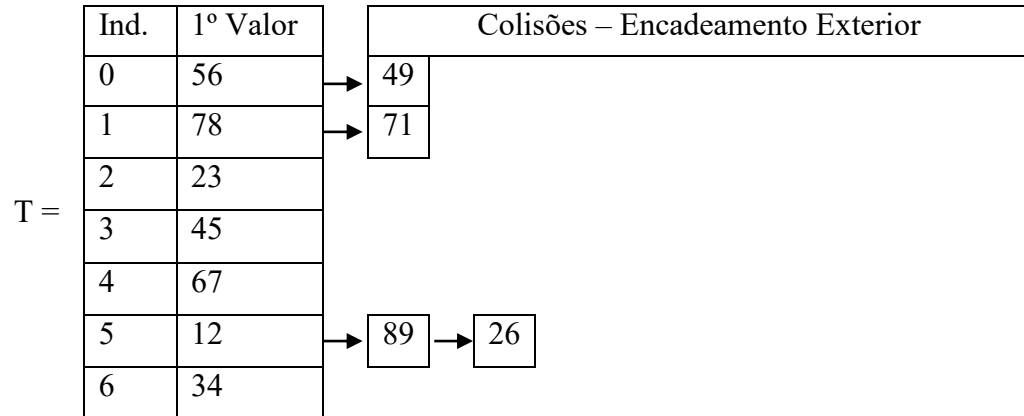 Ind. 1º Valor Colisões – Encadeamento Exterior
0 56 49
1 78 71
2 23
T = 3 45
4 67
5 12 89 26
6 34